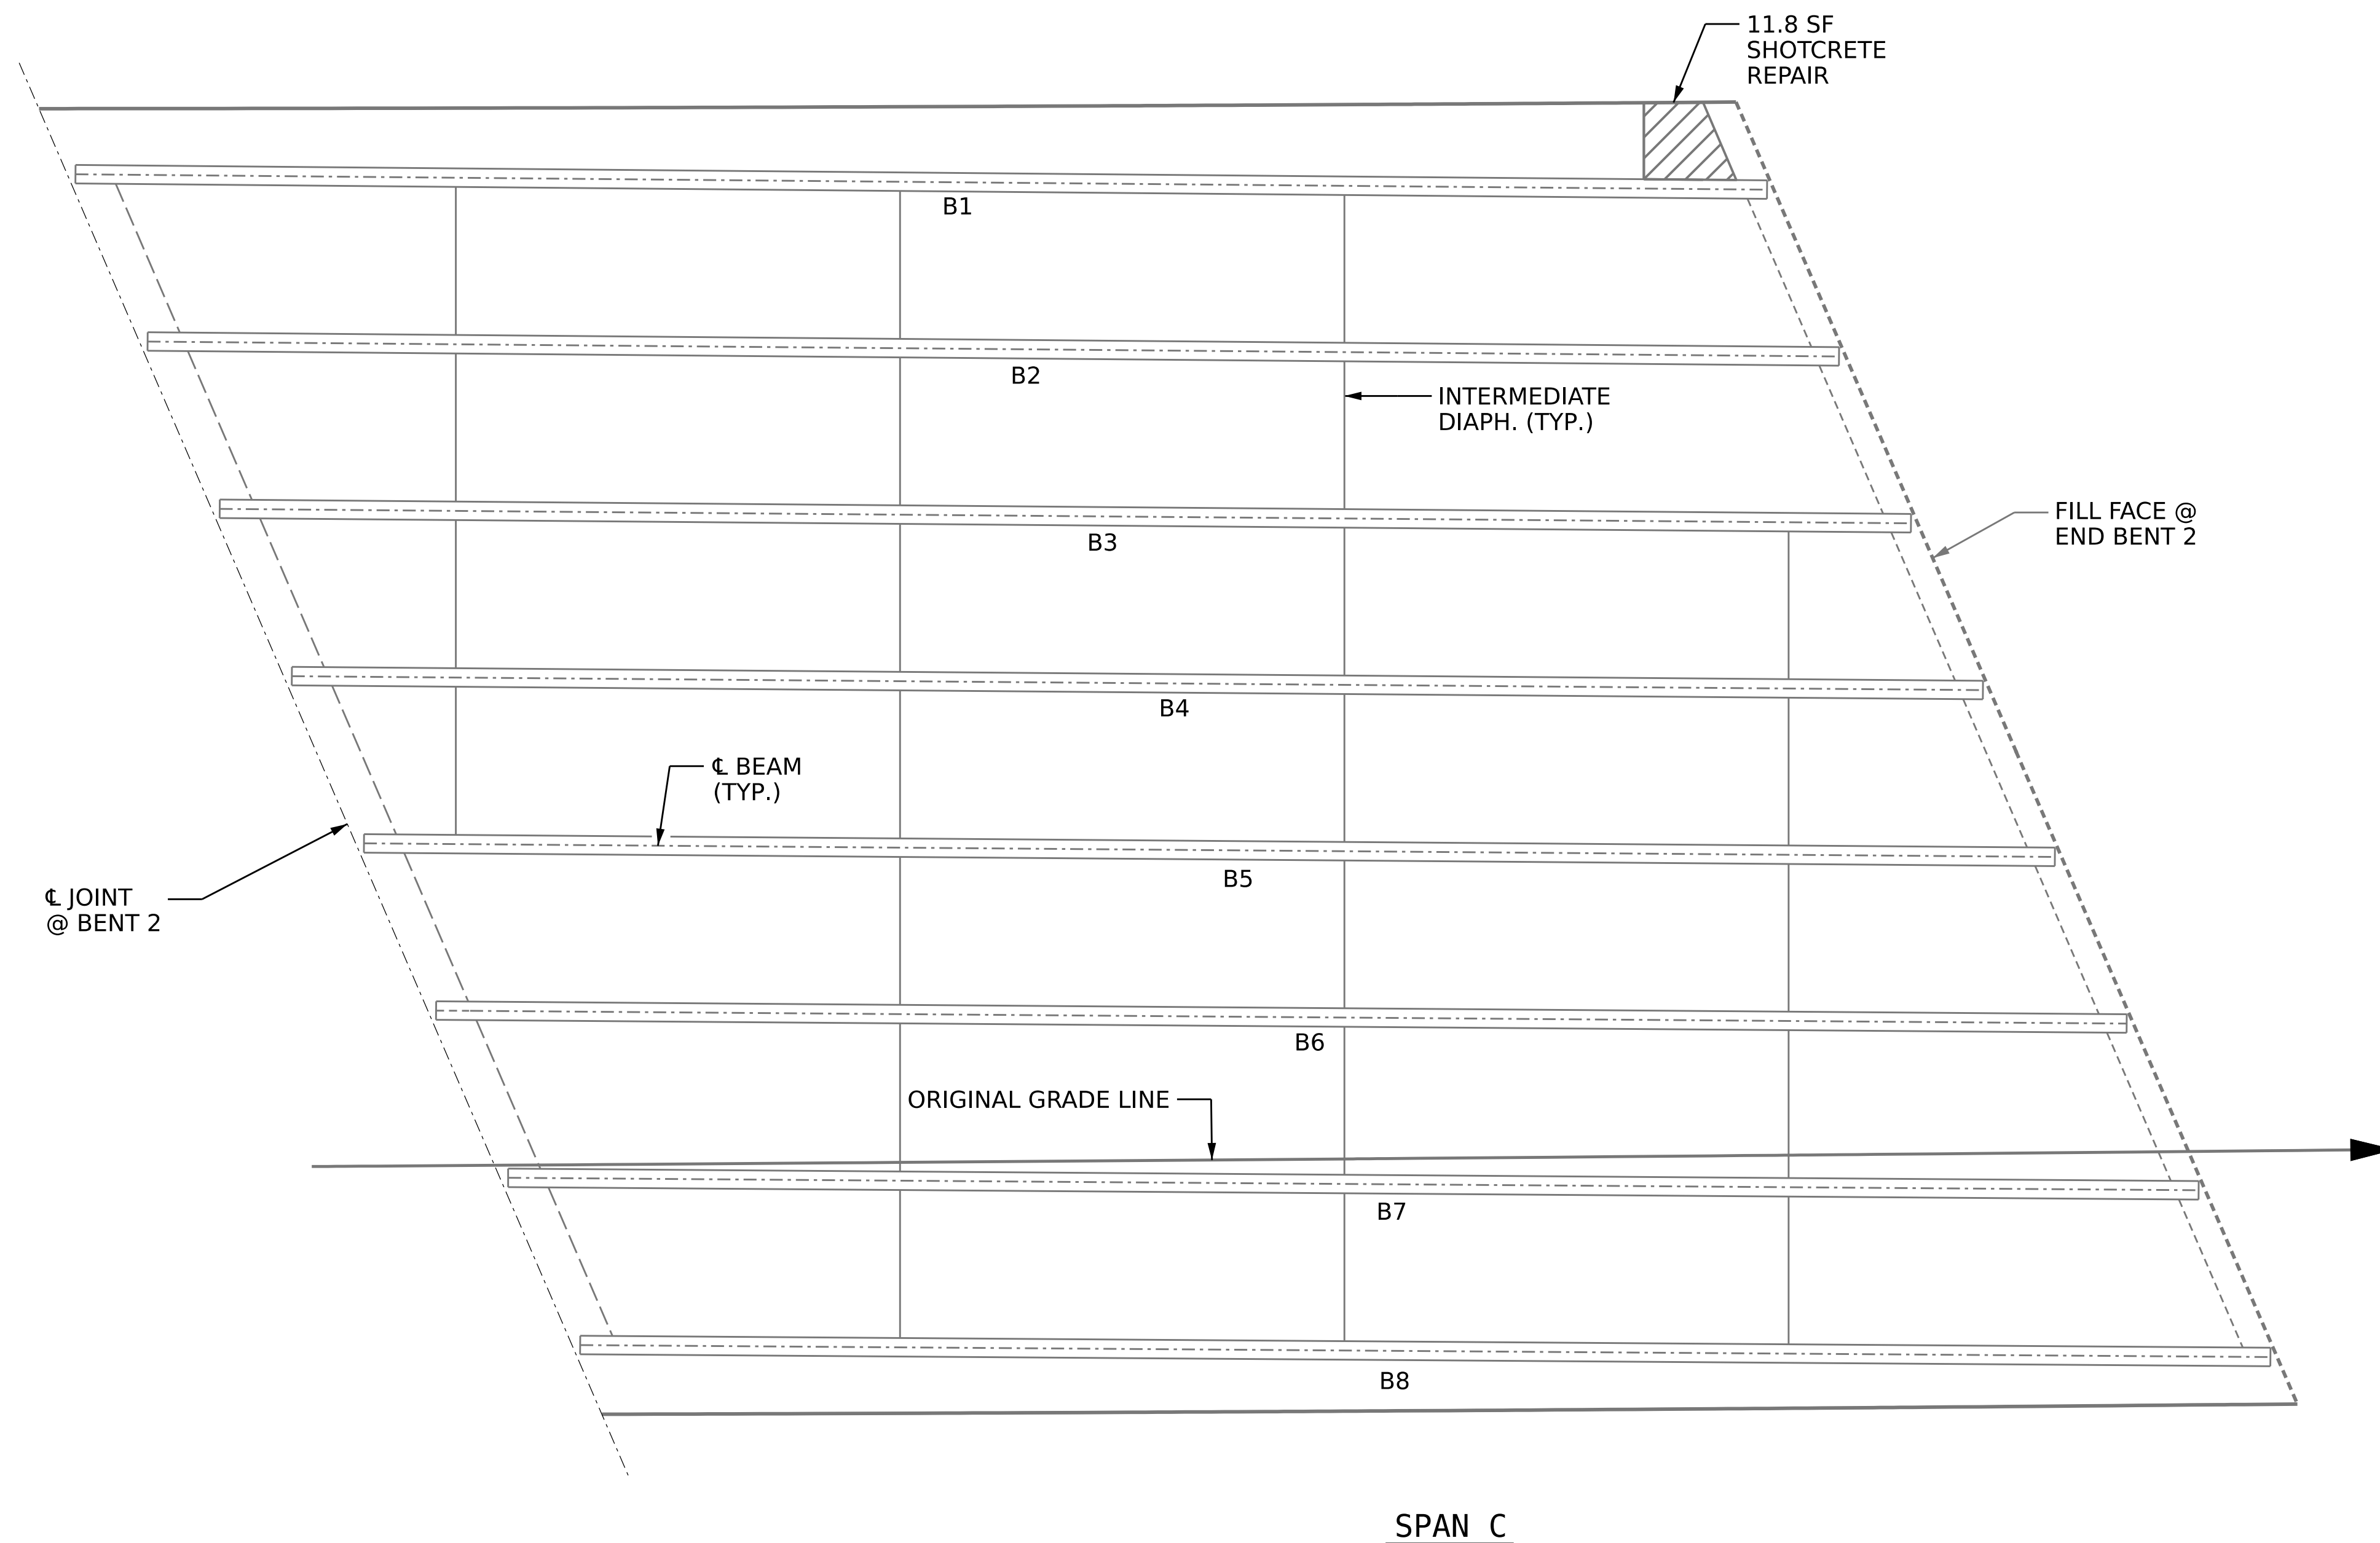 11.8 SF
SHOTCRETE
REPAIR
B1
B2
INTERMEDIATE
DIAPH. (TYP.)
FILL FACE @
END BENT 2
B3
B4
℄ BEAM
(TYP.)
B5
℄ JOINT
@ BENT 2
B6
ORIGINAL GRADE LINE
B7
B8
SPAN C